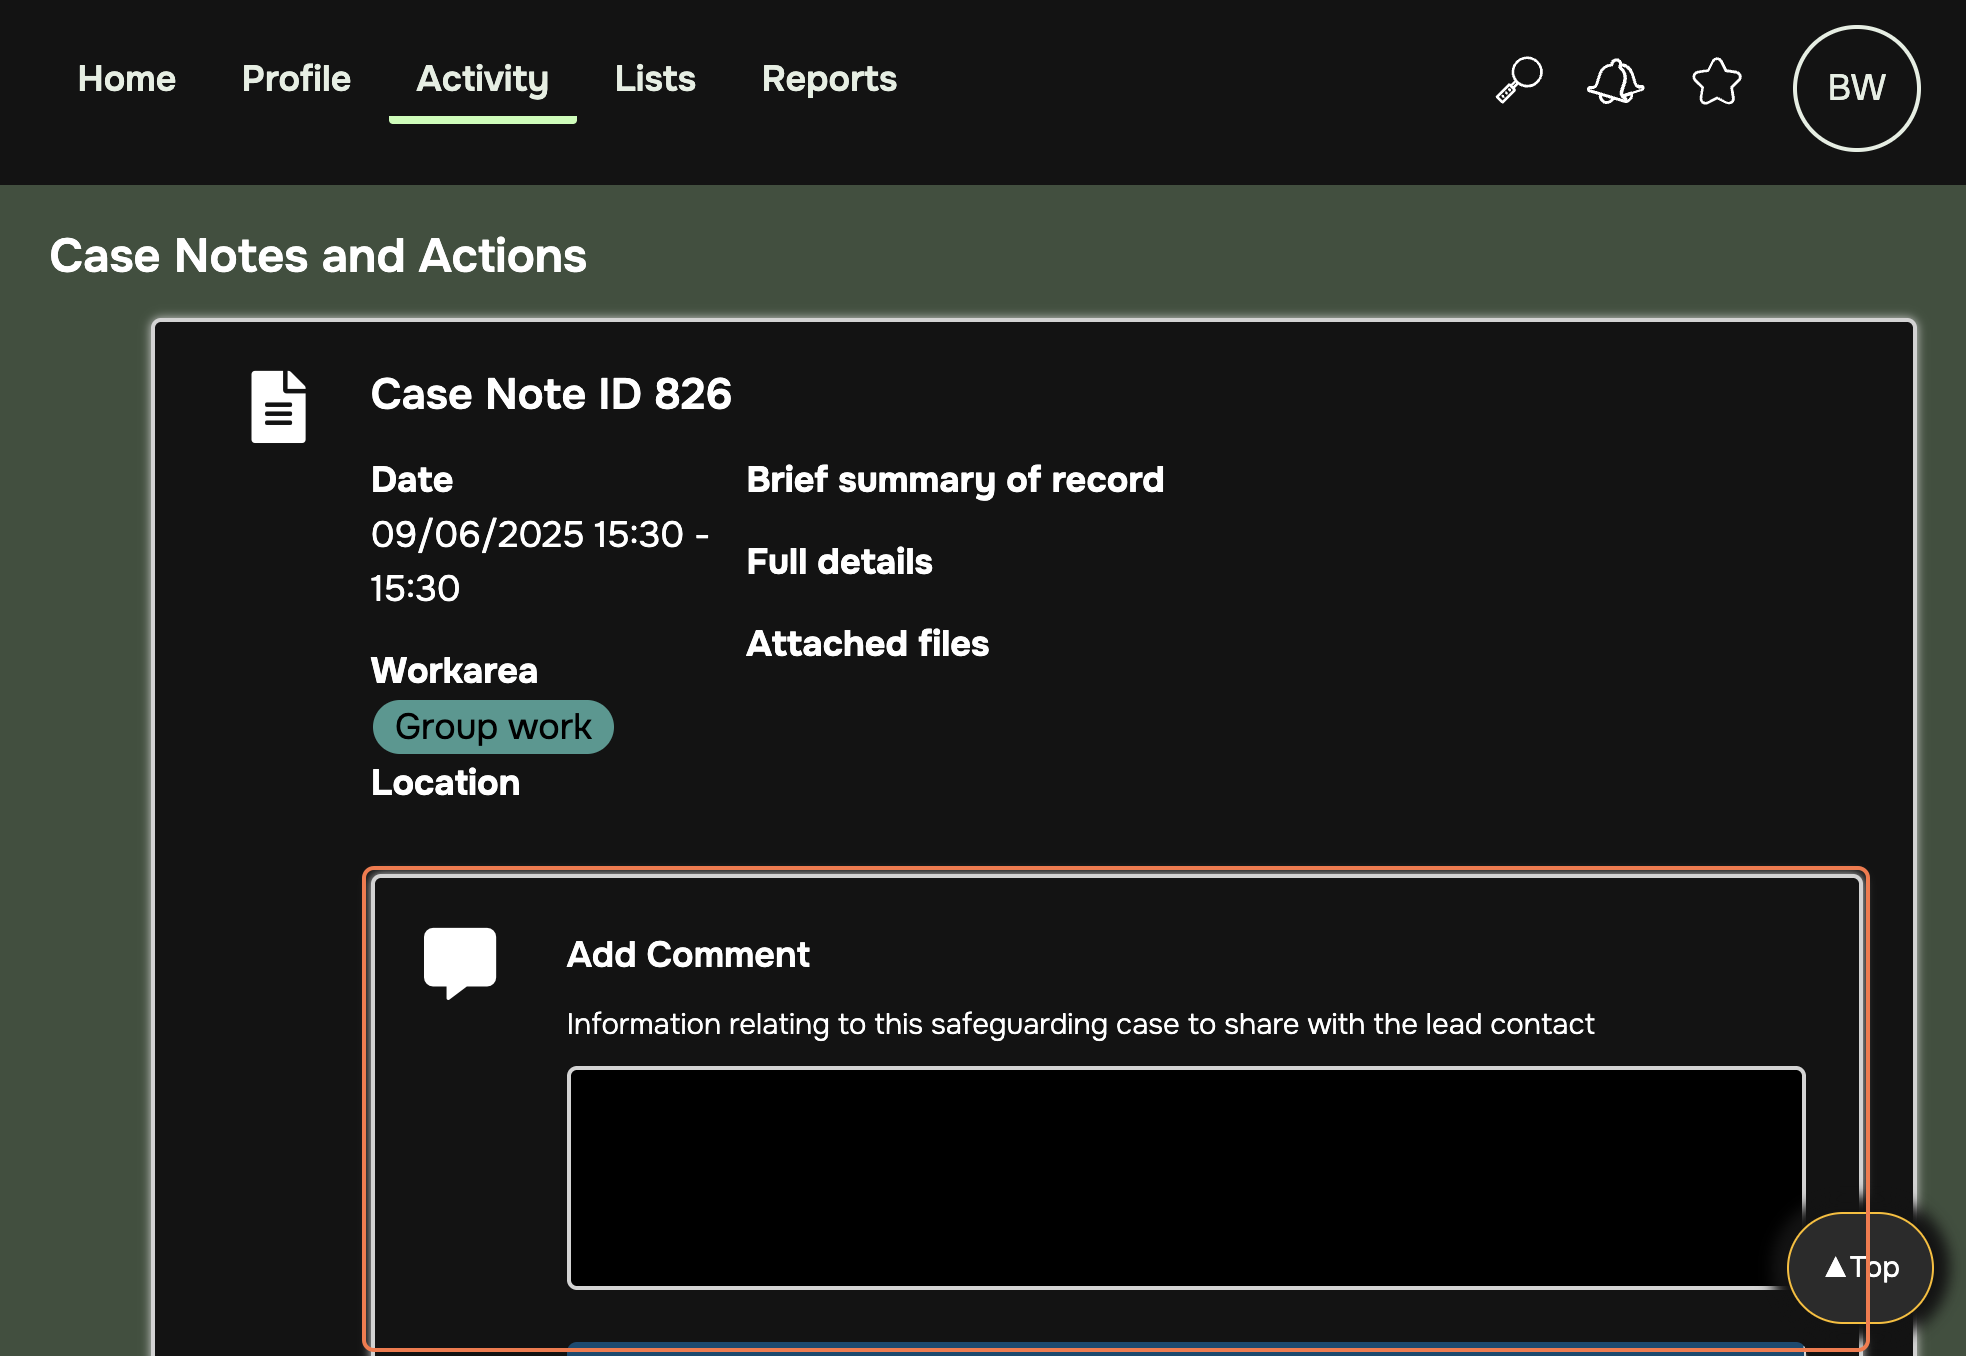 Home Profile Activity Lists Reports BW
Case Notes and Actions
Case Note ID 826
Date
09/06/2025 15:30 -
15:30
Workarea
Group work
Location
Brief summary of record
Full details
Attached files
Add Comment
Information relating to this safeguarding case to share with the lead contact
▲Top